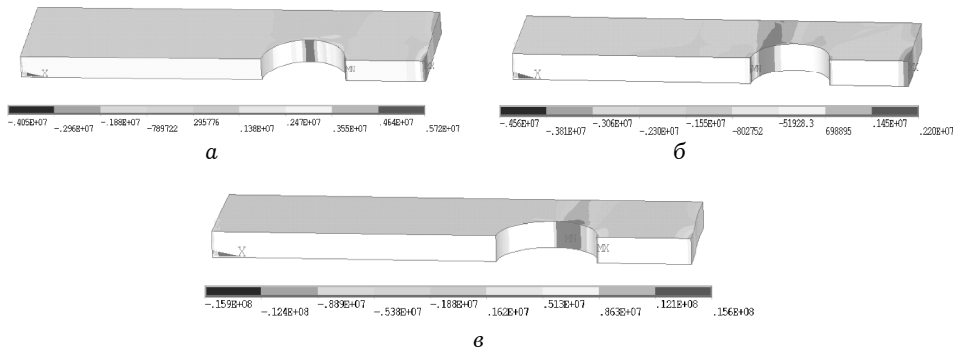 X
MN
MX
-.405E+07
-.296E+07
-.188E+07
-789722
295776
.138E+07
.247E+07
.355E+07
.464E+07
.572E+07
а
X
MN
-.456E+07
-.381E+07
-.306E+07
-.230E+07
-.155E+07
-802752
-51928.3
698895
.145E+07
.220E+07
б
X
MX
-.159E+08
-.124E+08
-.889E+07
-.538E+07
-.188E+07
.162E+07
.513E+07
.863E+07
.121E+08
.156E+08
в